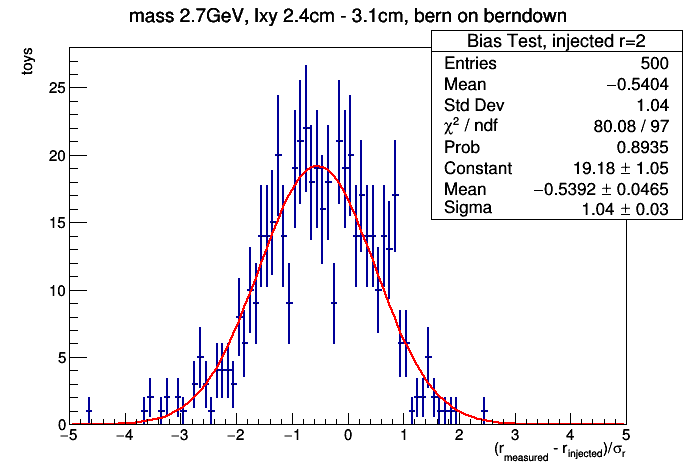 mass 2.7GeV, lxy 2.4cm - 3.1cm, bern on berndown
Bias Test, injected r=2
Entries 500
Mean −0.5404
Std Dev 1.04
χ² / ndf 80.08 / 97
Prob 0.8935
Constant 19.18 ± 1.05
Mean −0.5392 ± 0.0465
Sigma 1.04 ± 0.03
toys
25
20
15
10
5
0
−5 −4 −3 −2 −1 0 1 2 3 4 5
(r_measured - r_injected)/σ_r